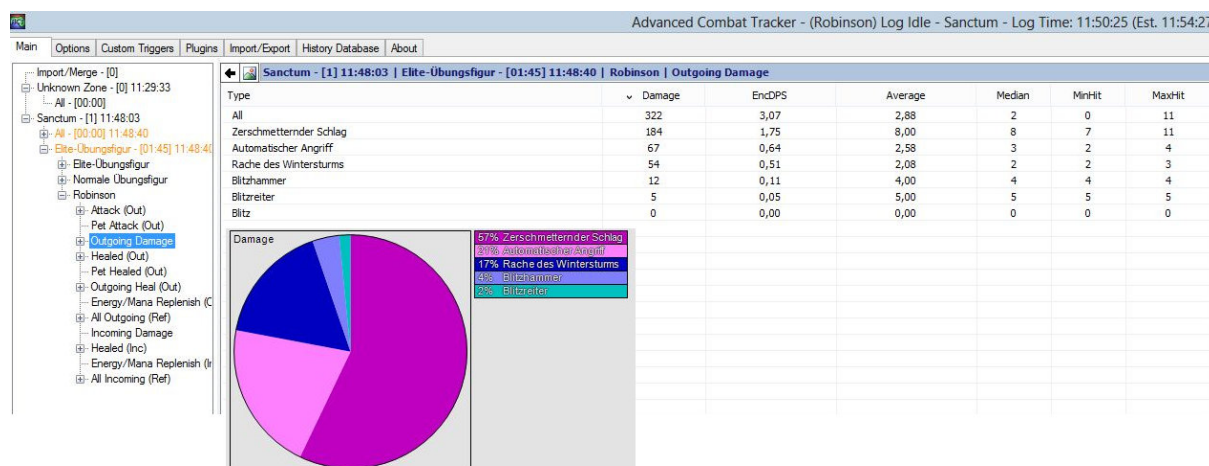 Advanced Combat Tracker - (Robinson) Log Idle - Sanctum - Log Time: 11:50:25 (Est. 11:54:27
Main Options Custom Triggers Plugins Import/Export History Database About
Import/Merge - [0]
Unknown Zone - [0] 11:29:33
All - [00:00]
Sanctum - [1] 11:48:03
All - [00:00] 11:48:40
Elite-Übungsfigur - [01:45] 11:48:40
Elite-Übungsfigur
Normale Übungsfigur
Robinson
Attack (Out)
Pet Attack (Out)
Outgoing Damage
Healed (Out)
Pet Healed (Out)
Outgoing Heal (Out)
Energy/Mana Replenish (O
All Outgoing (Ref)
Incoming Damage
Healed (Inc)
Energy/Mana Replenish (Ir
All Incoming (Ref)
Sanctum - [1] 11:48:03 | Elite-Übungsfigur - [01:45] 11:48:40 | Robinson | Outgoing Damage
Type Damage EncDPS Average Median MinHit MaxHit
All 322 3,07 2,88 2 0 11
Zerschmetternder Schlag 184 1,75 8,00 8 7 11
Automatischer Angriff 67 0,64 2,58 3 2 4
Rache des Wintersturms 54 0,51 2,08 2 2 3
Blitzhammer 12 0,11 4,00 4 4 4
Blitzreiter 5 0,05 5,00 5 5 5
Blitz 0 0,00 0,00 0 0 0
Damage
57% Zerschmetternder Schlag
21% Automatischer Angriff
17% Rache des Wintersturms
4% Blitzhammer
2% Blitzreiter